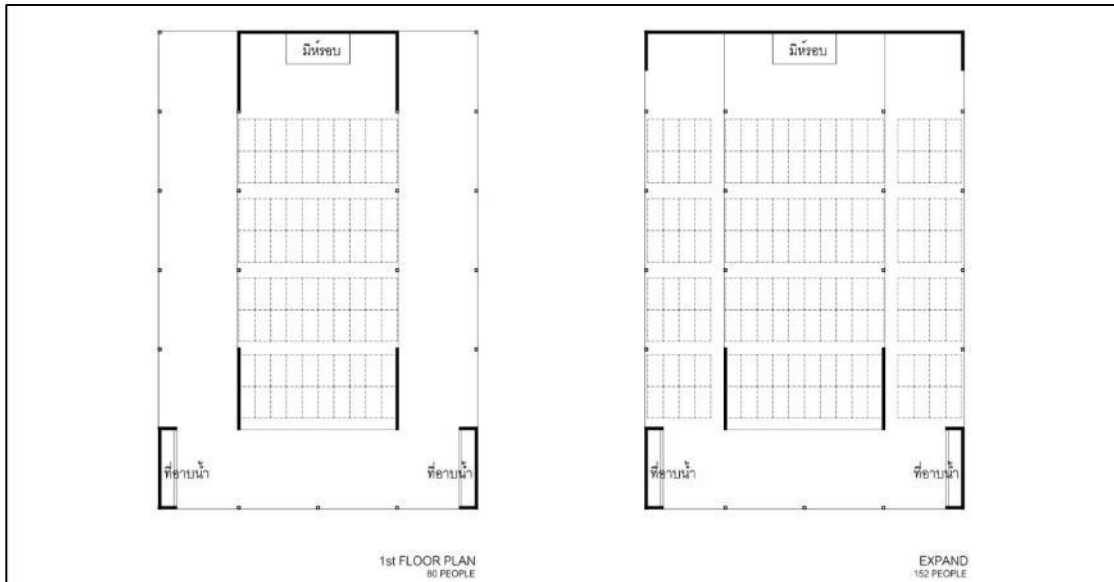 มิห์รอบ
ที่อาบน้ำ
ที่อาบน้ำ
1st FLOOR PLAN
80 PEOPLE
มิห์รอบ
ที่อาบน้ำ
ที่อาบน้ำ
EXPAND
152 PEOPLE